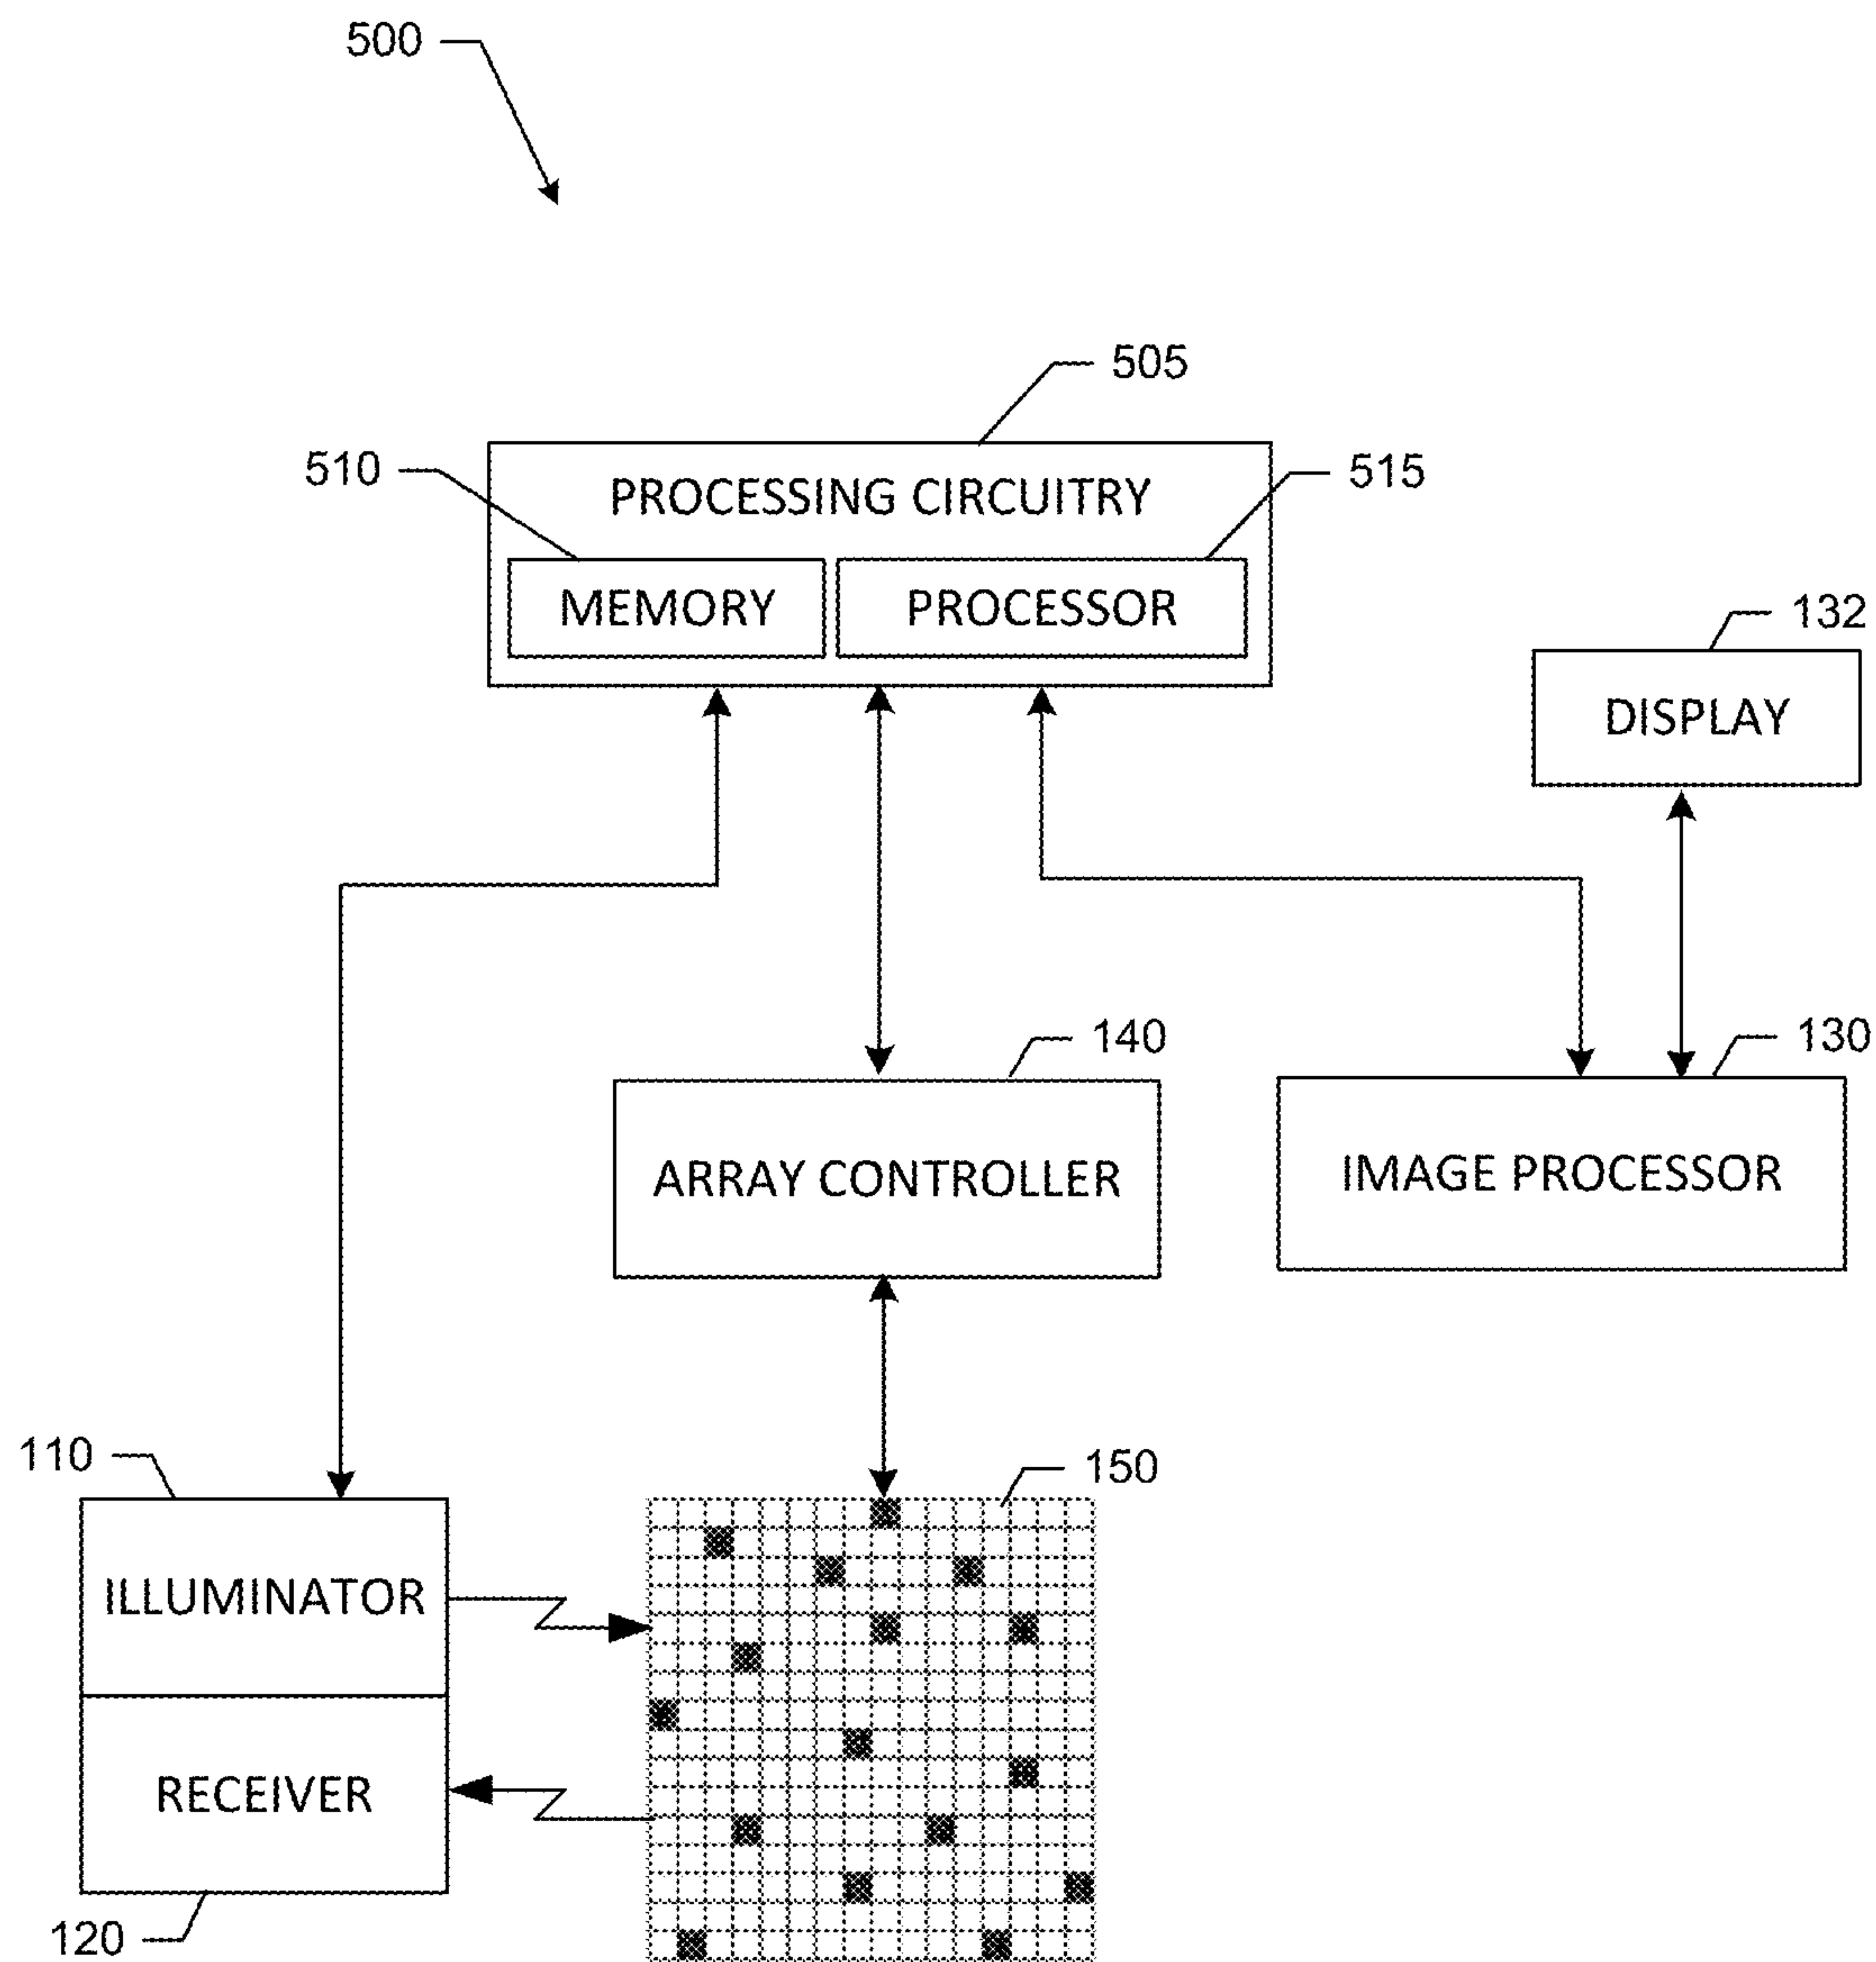 500
505
510
PROCESSING CIRCUITRY
515
MEMORY
PROCESSOR
132
DISPLAY
140
130
ARRAY CONTROLLER
IMAGE PROCESSOR
110
150
ILLUMINATOR
RECEIVER
120